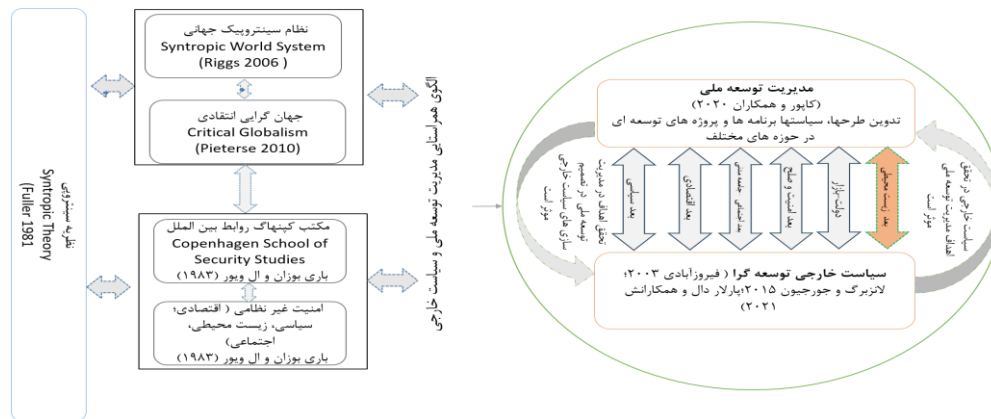 نظریه سینتروپی
Syntropic Theory
(Fuller 1981
نظام سینتروپیک جهانی
Syntropic World System
(Riggs 2006 )
جهان گرایی انتقادی
Critical Globalism
(Pieterse 2010)
مکتب کپنهاگ روابط بین الملل
Copenhagen School of
Security Studies
باری بوزان و ال ویور (۱۹۸۳)
امنیت غیر نظامی ( اقتصادی؛
سیاسی، زیست محیطی،
اجتماعی)
باری بوزان و ال ویور (۱۹۸۳)
الگوی همراستایی مدیریت توسعه ملی و سیاست خارجی
مدیریت توسعه ملی
(کاپور و همکاران ۲۰۲۰)
تدوین طرحها، سیاستها برنامه ها و پروژه های توسعه ای
در حوزه های مختلف
تحقق اهداف در مدیریت
توسعه ملی در تصمیم
سازی های سیاست خارجی
موثر است
بعد سیاسی
بعد اقتصادی
بعد اجتماعی جامعه مدنی
بعد امنیت و صلح
دولت-بازار
بعد زیست محیطی
سیاست خارجی در تحقق
اهداف مدیریت توسعه ملی
موثر است
سیاست خارجی توسعه گرا ( فیروزآبادی ۲۰۰۳؛
لانزبرگ و جورجیون ۲۰۱۵؛پارلار دال و همکارانش
۲۰۲۱)